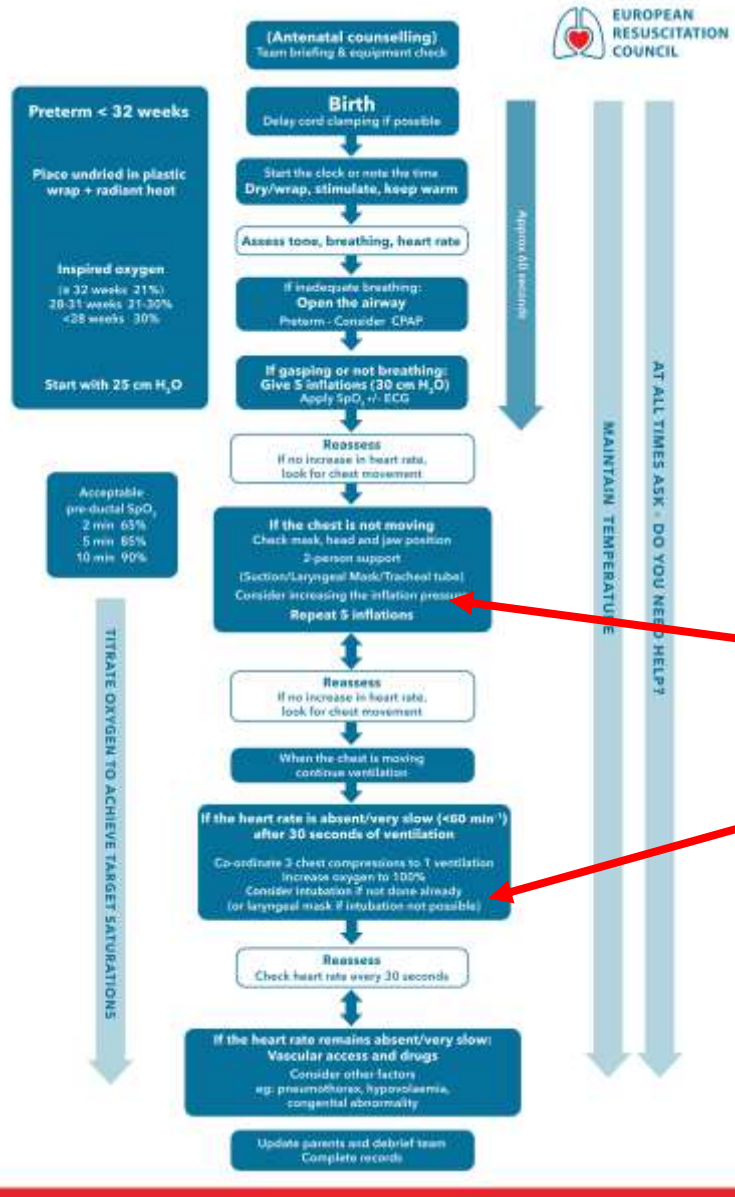 EUROPEAN
RESUSCITATION
COUNCIL
(Antenatal counselling)
Team briefing & equipment check
Birth
Delay cord clamping if possible
Start the clock or note the time
Dry/wrap, stimulate, keep warm
Assess tone, breathing, heart rate
If inadequate breathing:
Open the airway
Preterm - Consider CPAP
If gasping or not breathing:
Give 5 inflations (30 cm H₂O)
Apply SpO₂ +/- ECG
Reassess
If no increase in heart rate,
look for chest movement
If the chest is not moving
Check mask, head and jaw position
2-person support
(Suction/Laryngeal Mask/Tracheal tube)
Consider increasing the inflation pressure
Repeat 5 inflations
Reassess
If no increase in heart rate,
look for chest movement
When the chest is moving
continue ventilation
If the heart rate is absent/very slow (<60 min⁻¹)
after 30 seconds of ventilation
Co-ordinate 3 chest compressions to 1 ventilation
Increase oxygen to 100%
Consider intubation if not done already
(or laryngeal mask if intubation not possible)
Reassess
Check heart rate every 30 seconds
If the heart rate remains absent/very slow:
Vascular access and drugs
Consider other factors
eg: pneumothorax, hypovolaemia,
congenital abnormality
Update parents and debrief team
Complete records
Preterm < 32 weeks
Place undried in plastic
wrap + radiant heat
Inspired oxygen
32 weeks 21%)
28-31 weeks 21-30%
<28 weeks 30%
Start with 25 cm H₂O
Acceptable
pre-ductal SpO₂
2 min 65%
5 min 85%
10 min 90%
TITRATE OXYGEN TO ACHIEVE TARGET SATURATIONS
Approx 60 seconds
MAINTAIN TEMPERATURE
AT ALL TIMES ASK - DO YOU NEED HELP?